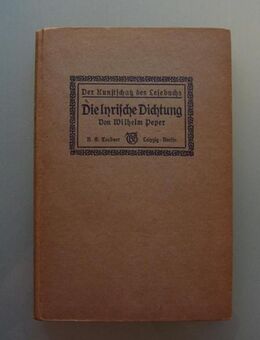 Der Kunstschatz des Lesebuchs
Die lyrische Dichtung
Von Wilhelm Peper
B. G. Teubner Leipzig · Berlin